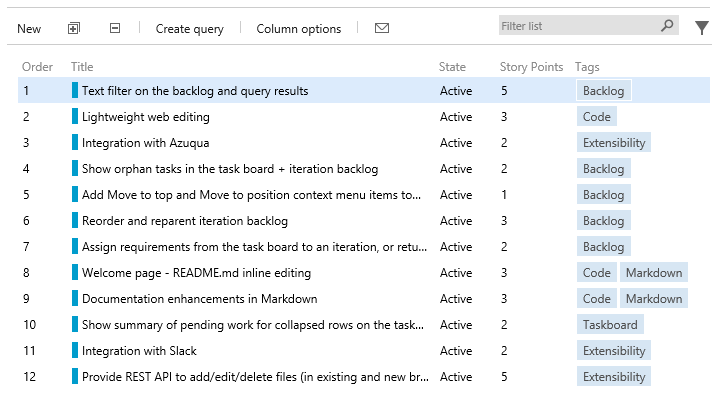 New Create query Column options Filter list
Order Title State Story Points Tags
1 Text filter on the backlog and query results Active 5 Backlog
2 Lightweight web editing Active 3 Code
3 Integration with Azuqua Active 2 Extensibility
4 Show orphan tasks in the task board + iteration backlog Active 2 Backlog
5 Add Move to top and Move to position context menu items to... Active 1 Backlog
6 Reorder and reparent iteration backlog Active 3 Backlog
7 Assign requirements from the task board to an iteration, or retu... Active 2 Backlog
8 Welcome page - README.md inline editing Active 3 Code Markdown
9 Documentation enhancements in Markdown Active 3 Code Markdown
10 Show summary of pending work for collapsed rows on the task... Active 2 Taskboard
11 Integration with Slack Active 2 Extensibility
12 Provide REST API to add/edit/delete files (in existing and new br... Active 5 Extensibility